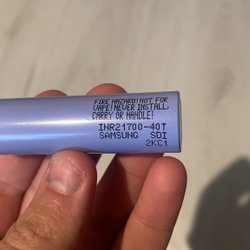 FIRE HAZARD!NOT FOR
VAPE!NEVER INSTALL,
CARRY OR HANDLE!
INR21700-40T
SAMSUNG SDI
2KC1